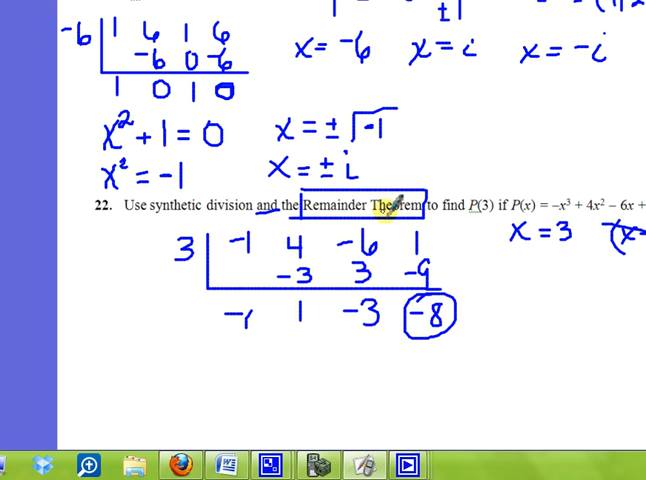 ±1
-6 | 1 6 1 6
-6 0 -6
x = -6 x = i x = -i
1 0 1 0
x² + 1 = 0 x = ± √-1
x² = -1 x = ± i
22. Use synthetic division and the Remainder Theorem to find P(3) if P(x) = –x³ + 4x² – 6x +
x = 3 (x-
3 | -1 4 -6 1
-3 3 -9
-1 1 -3 -8